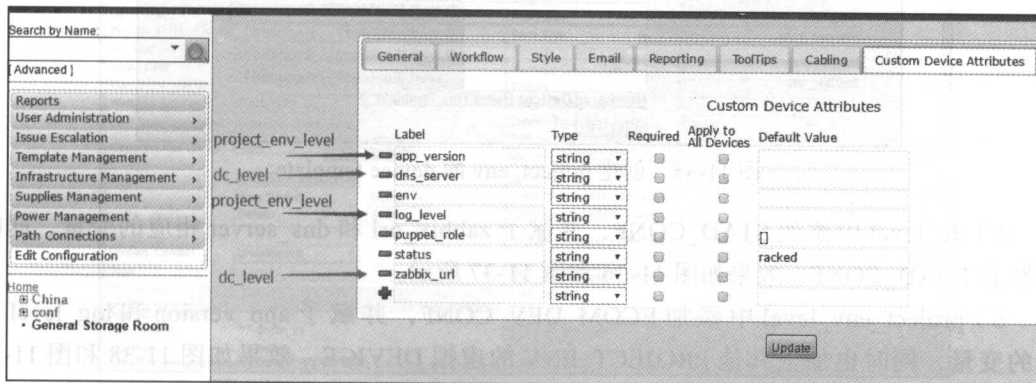 Search by Name:
[ Advanced ]
Reports
User Administration
Issue Escalation
Template Management
Infrastructure Management
Supplies Management
Power Management
Path Connections
Edit Configuration
Home
China
conf
General Storage Room
project_env_level
dc_level
project_env_level
dc_level
General Workflow Style Email Reporting ToolTips Cabling Custom Device Attributes
Custom Device Attributes
Label Type Required Apply to All Devices Default Value
app_version string
dns_server string
env string
log_level string
puppet_role string []
status string racked
zabbix_url string
string
Update